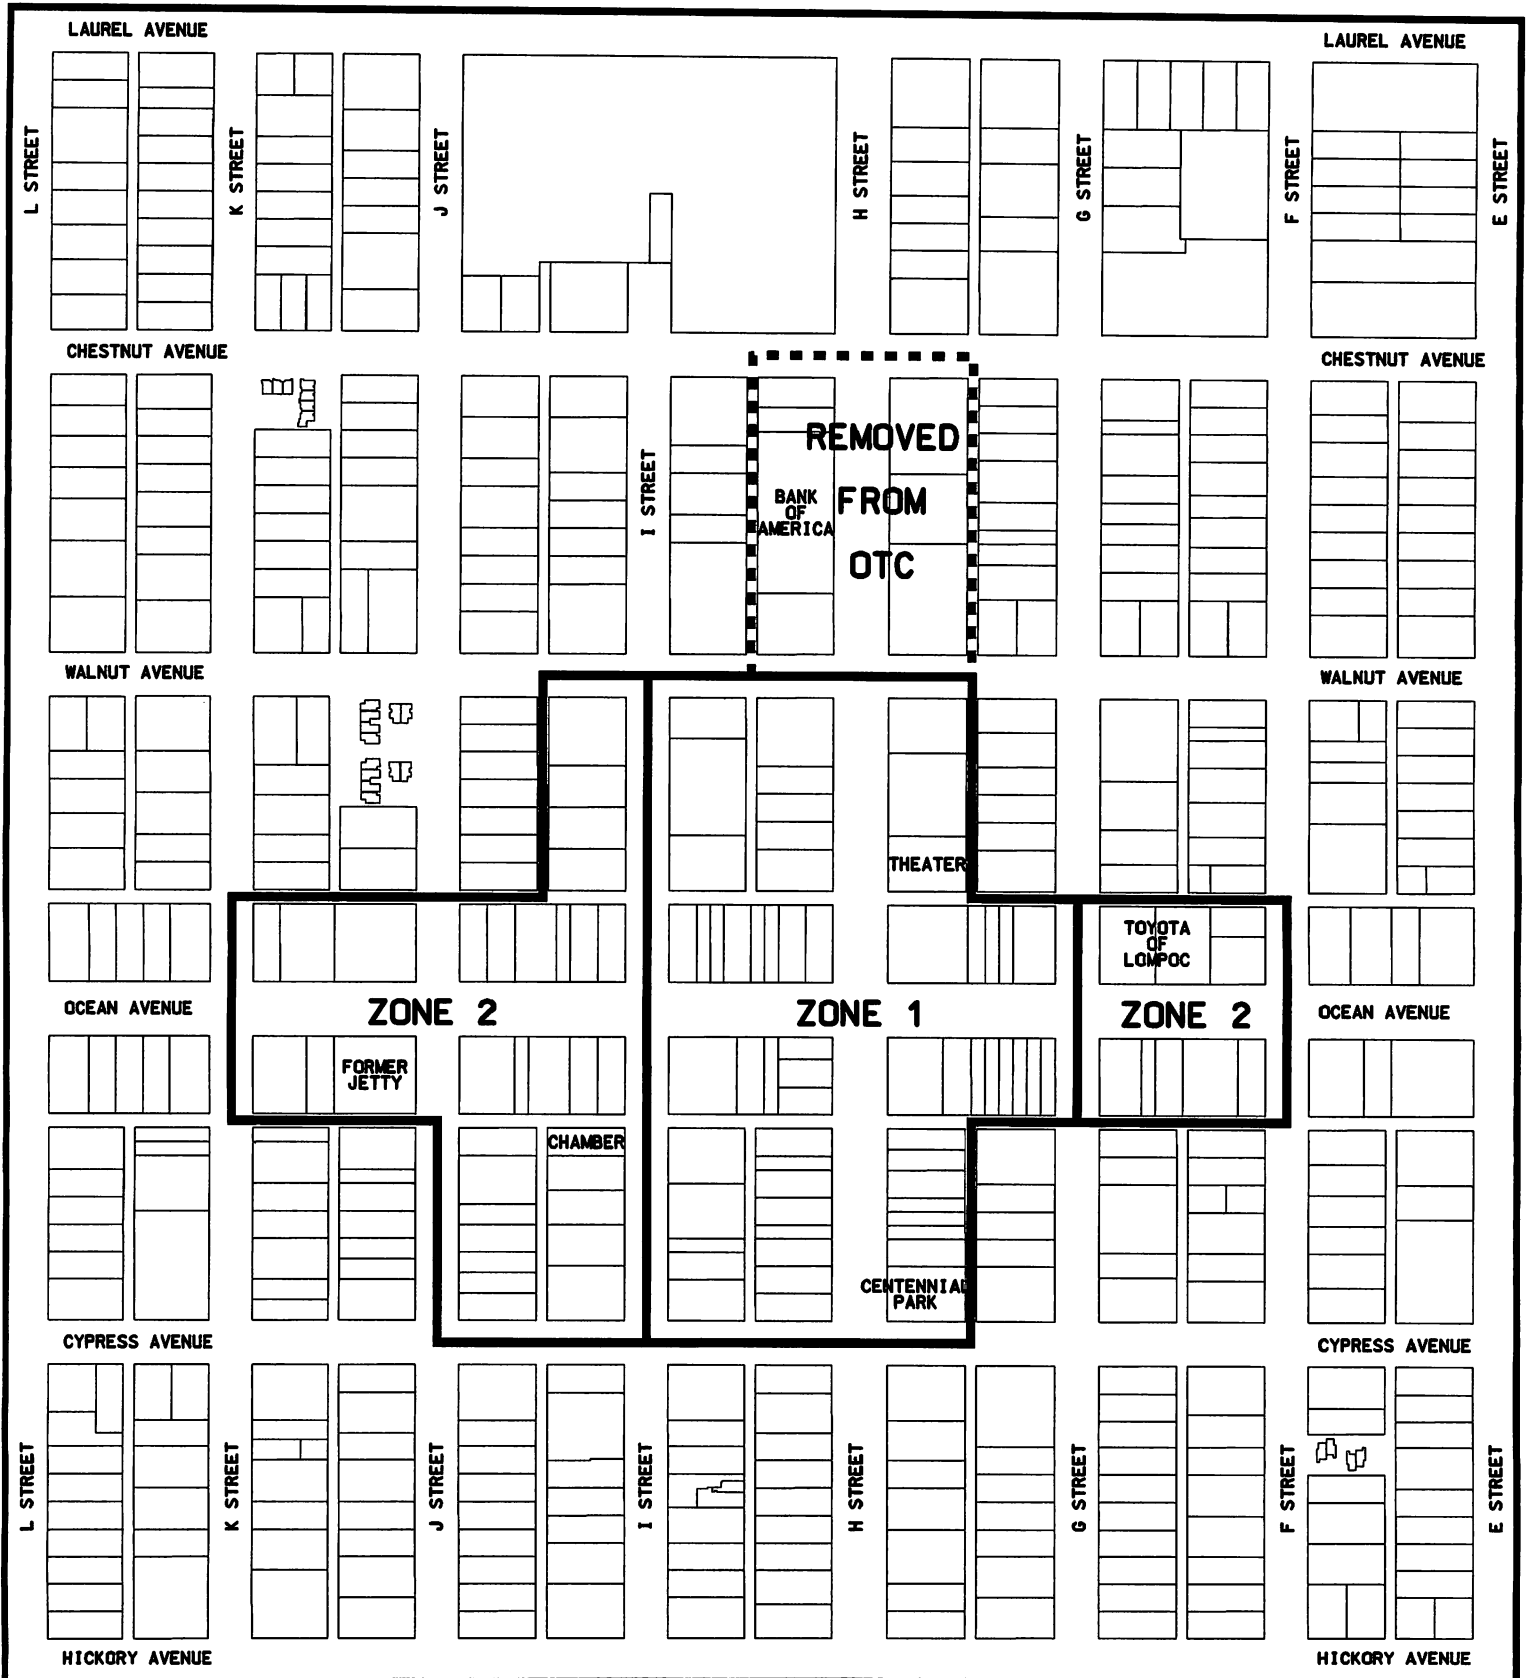 LAUREL AVENUE
LAUREL AVENUE
L STREET
K STREET
J STREET
H STREET
G STREET
F STREET
E STREET
CHESTNUT AVENUE
CHESTNUT AVENUE
I STREET
REMOVED
FROM
OTC
BANK
OF
AMERICA
WALNUT AVENUE
WALNUT AVENUE
THEATER
TOYOTA
OF
LOMPOC
OCEAN AVENUE
ZONE 2
ZONE 1
ZONE 2
OCEAN AVENUE
FORMER
JETTY
CHAMBER
CENTENNIAL
PARK
CYPRESS AVENUE
CYPRESS AVENUE
L STREET
K STREET
J STREET
I STREET
H STREET
G STREET
F STREET
E STREET
HICKORY AVENUE
HICKORY AVENUE